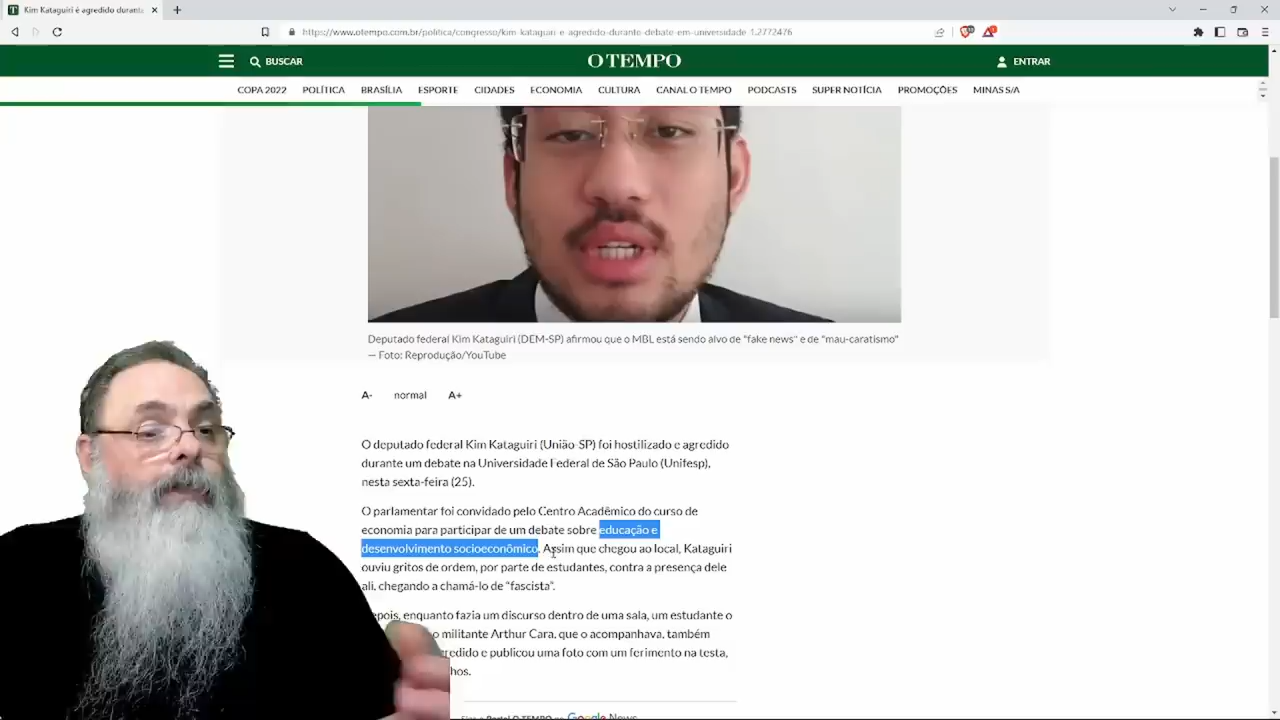 Kim Kataguiri é agredido durante
https://www.otempo.com.br/politica/congresso/kim-kataguiri-e-agredido-durante-debate-em-universidade-1.2772476
BUSCAR
O TEMPO
ENTRAR
COPA 2022 POLÍTICA BRASÍLIA ESPORTE CIDADES ECONOMIA CULTURA CANAL O TEMPO PODCASTS SUPER NOTÍCIA PROMOÇÕES MINAS S/A
Deputado federal Kim Kataguiri (DEM-SP) afirmou que o MBL está sendo alvo de "fake news" e de "mau-caratismo"
— Foto: Reprodução/YouTube
A- normal A+
O deputado federal Kim Kataguiri (União-SP) foi hostilizado e agredido
durante um debate na Universidade Federal de São Paulo (Unifesp),
nesta sexta-feira (25).
O parlamentar foi convidado pelo Centro Acadêmico do curso de
economia para participar de um debate sobre educação e
desenvolvimento socioeconômico. Assim que chegou ao local, Kataguiri
ouviu gritos de ordem, por parte de estudantes, contra a presença dele
ali, chegando a chamá-lo de "fascista".
enquanto fazia um discurso dentro de uma sala, um estudante o
o militante Arthur Cara, que o acompanhava, também
e publicou uma foto com um ferimento na testa,
Portal O TEMPO no Google News